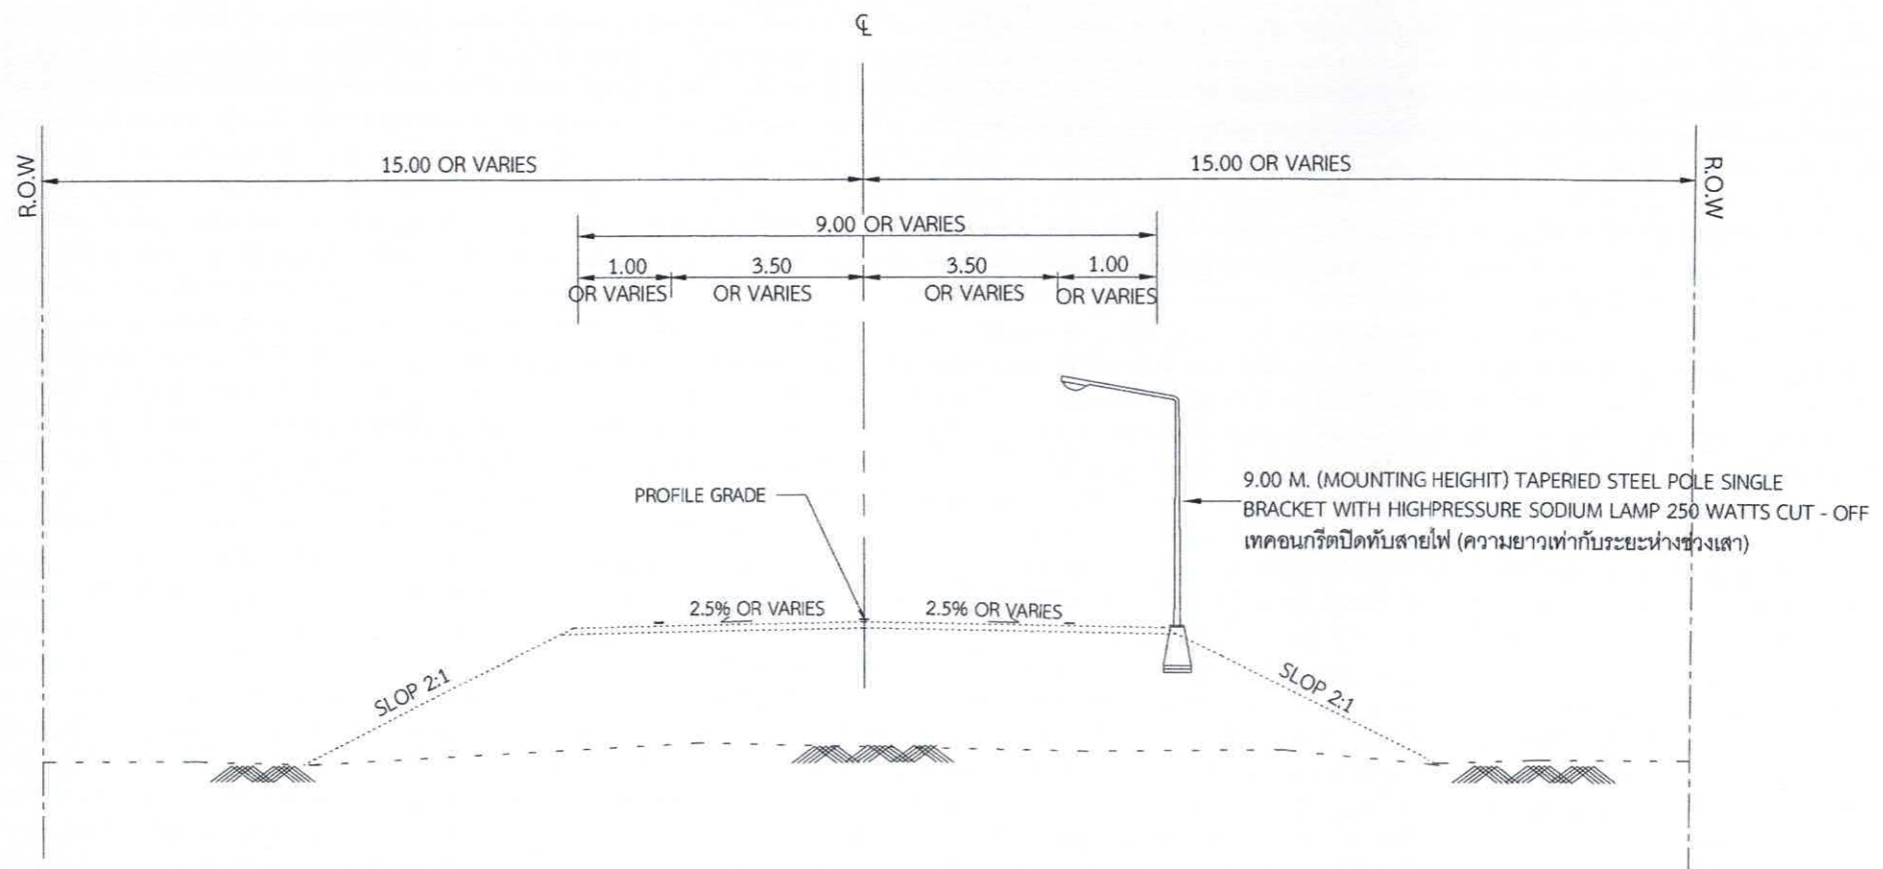 ℄
R.O.W
15.00 OR VARIES
15.00 OR VARIES
R.O.W
9.00 OR VARIES
1.00
OR VARIES
3.50
OR VARIES
3.50
OR VARIES
1.00
OR VARIES
9.00 M. (MOUNTING HEIGHIT) TAPERIED STEEL POLE SINGLE
BRACKET WITH HIGHPRESSURE SODIUM LAMP 250 WATTS CUT - OFF
เทคอนกรีตปิดทับสายไฟ (ความยาวเท่ากับระยะห่างช่วงเสา)
PROFILE GRADE
2.5% OR VARIES
2.5% OR VARIES
SLOP 2:1
SLOP 2:1